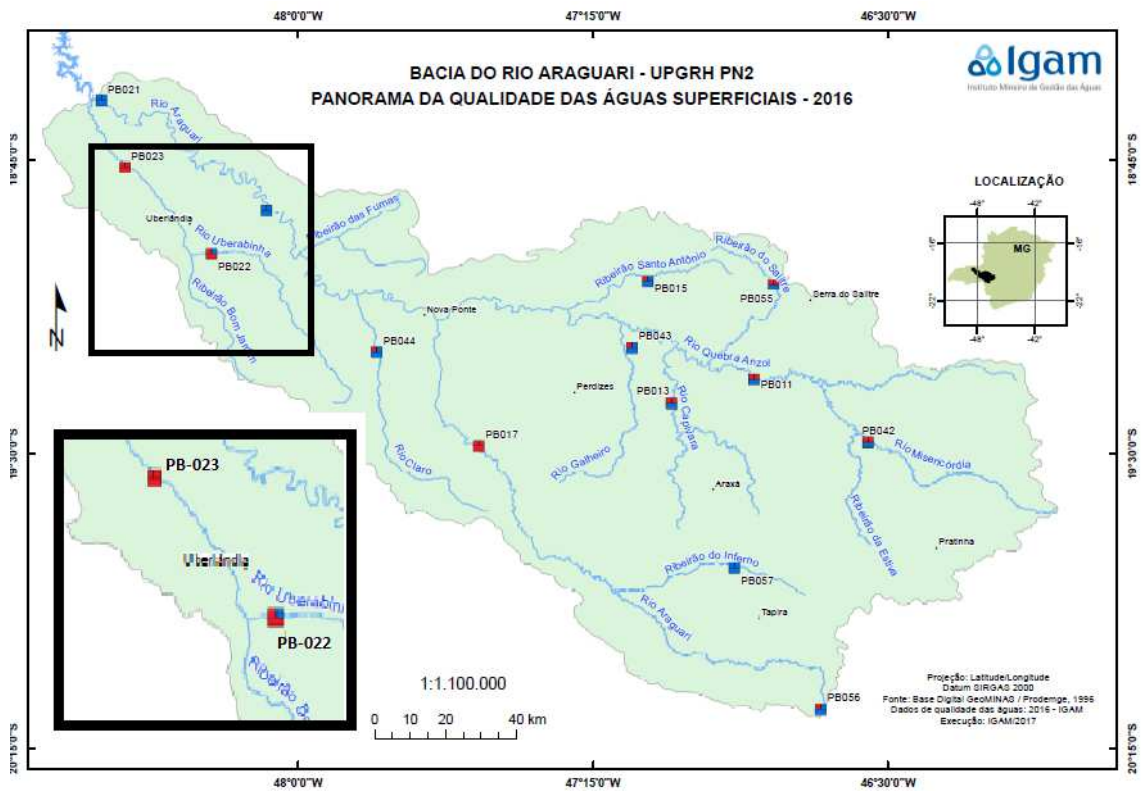 48°0'0"W 47°15'0"W 46°30'0"W
BACIA DO RIO ARAGUARI - UPGRH PN2
PANORAMA DA QUALIDADE DAS ÁGUAS SUPERFICIAIS - 2016
Igam
Instituto Mineiro de Gestão das Águas
18°45'0"S
18°45'0"S
PB021
Rio Araguari
PB023
Uberlândia
Rio Uberabinha
PB022
Ribeirão Bom Jardim
Ribeirão das Furnas
LOCALIZAÇÃO
-48° -42°
-16° -16°
MG
-22° -22°
-48° -42°
Ribeirão Santo Antônio
Ribeirão do Salitre
PB015
PB055
Serra do Salitre
N
Nova Ponte
PB044
PB043
Rio Quebra Anzol
PB011
Perdizes
PB013
Rio Capivara
PB017
PB042
Rio Misericórdia
Rio Claro
Rio Galheiro
19°30'0"S
19°30'0"S
Araxá
Ribeirão da Estiva
Pratinha
Ribeirão do Inferno
PB057
Tapira
Rio Araguari
PB056
PB-023
Uberlândia
Rio Uberabin
PB-022
Ribeirão Ba
1:1.100.000
0 10 20 40 km
Projeção: Latitude/Longitude
Datum SIRGAS 2000
Fonte: Base Digital GeoMINAS / Prodemge, 1996
Dados de qualidade das águas: 2016 - IGAM
Execução: IGAM/2017
20°15'0"S
20°15'0"S
48°0'0"W 47°15'0"W 46°30'0"W